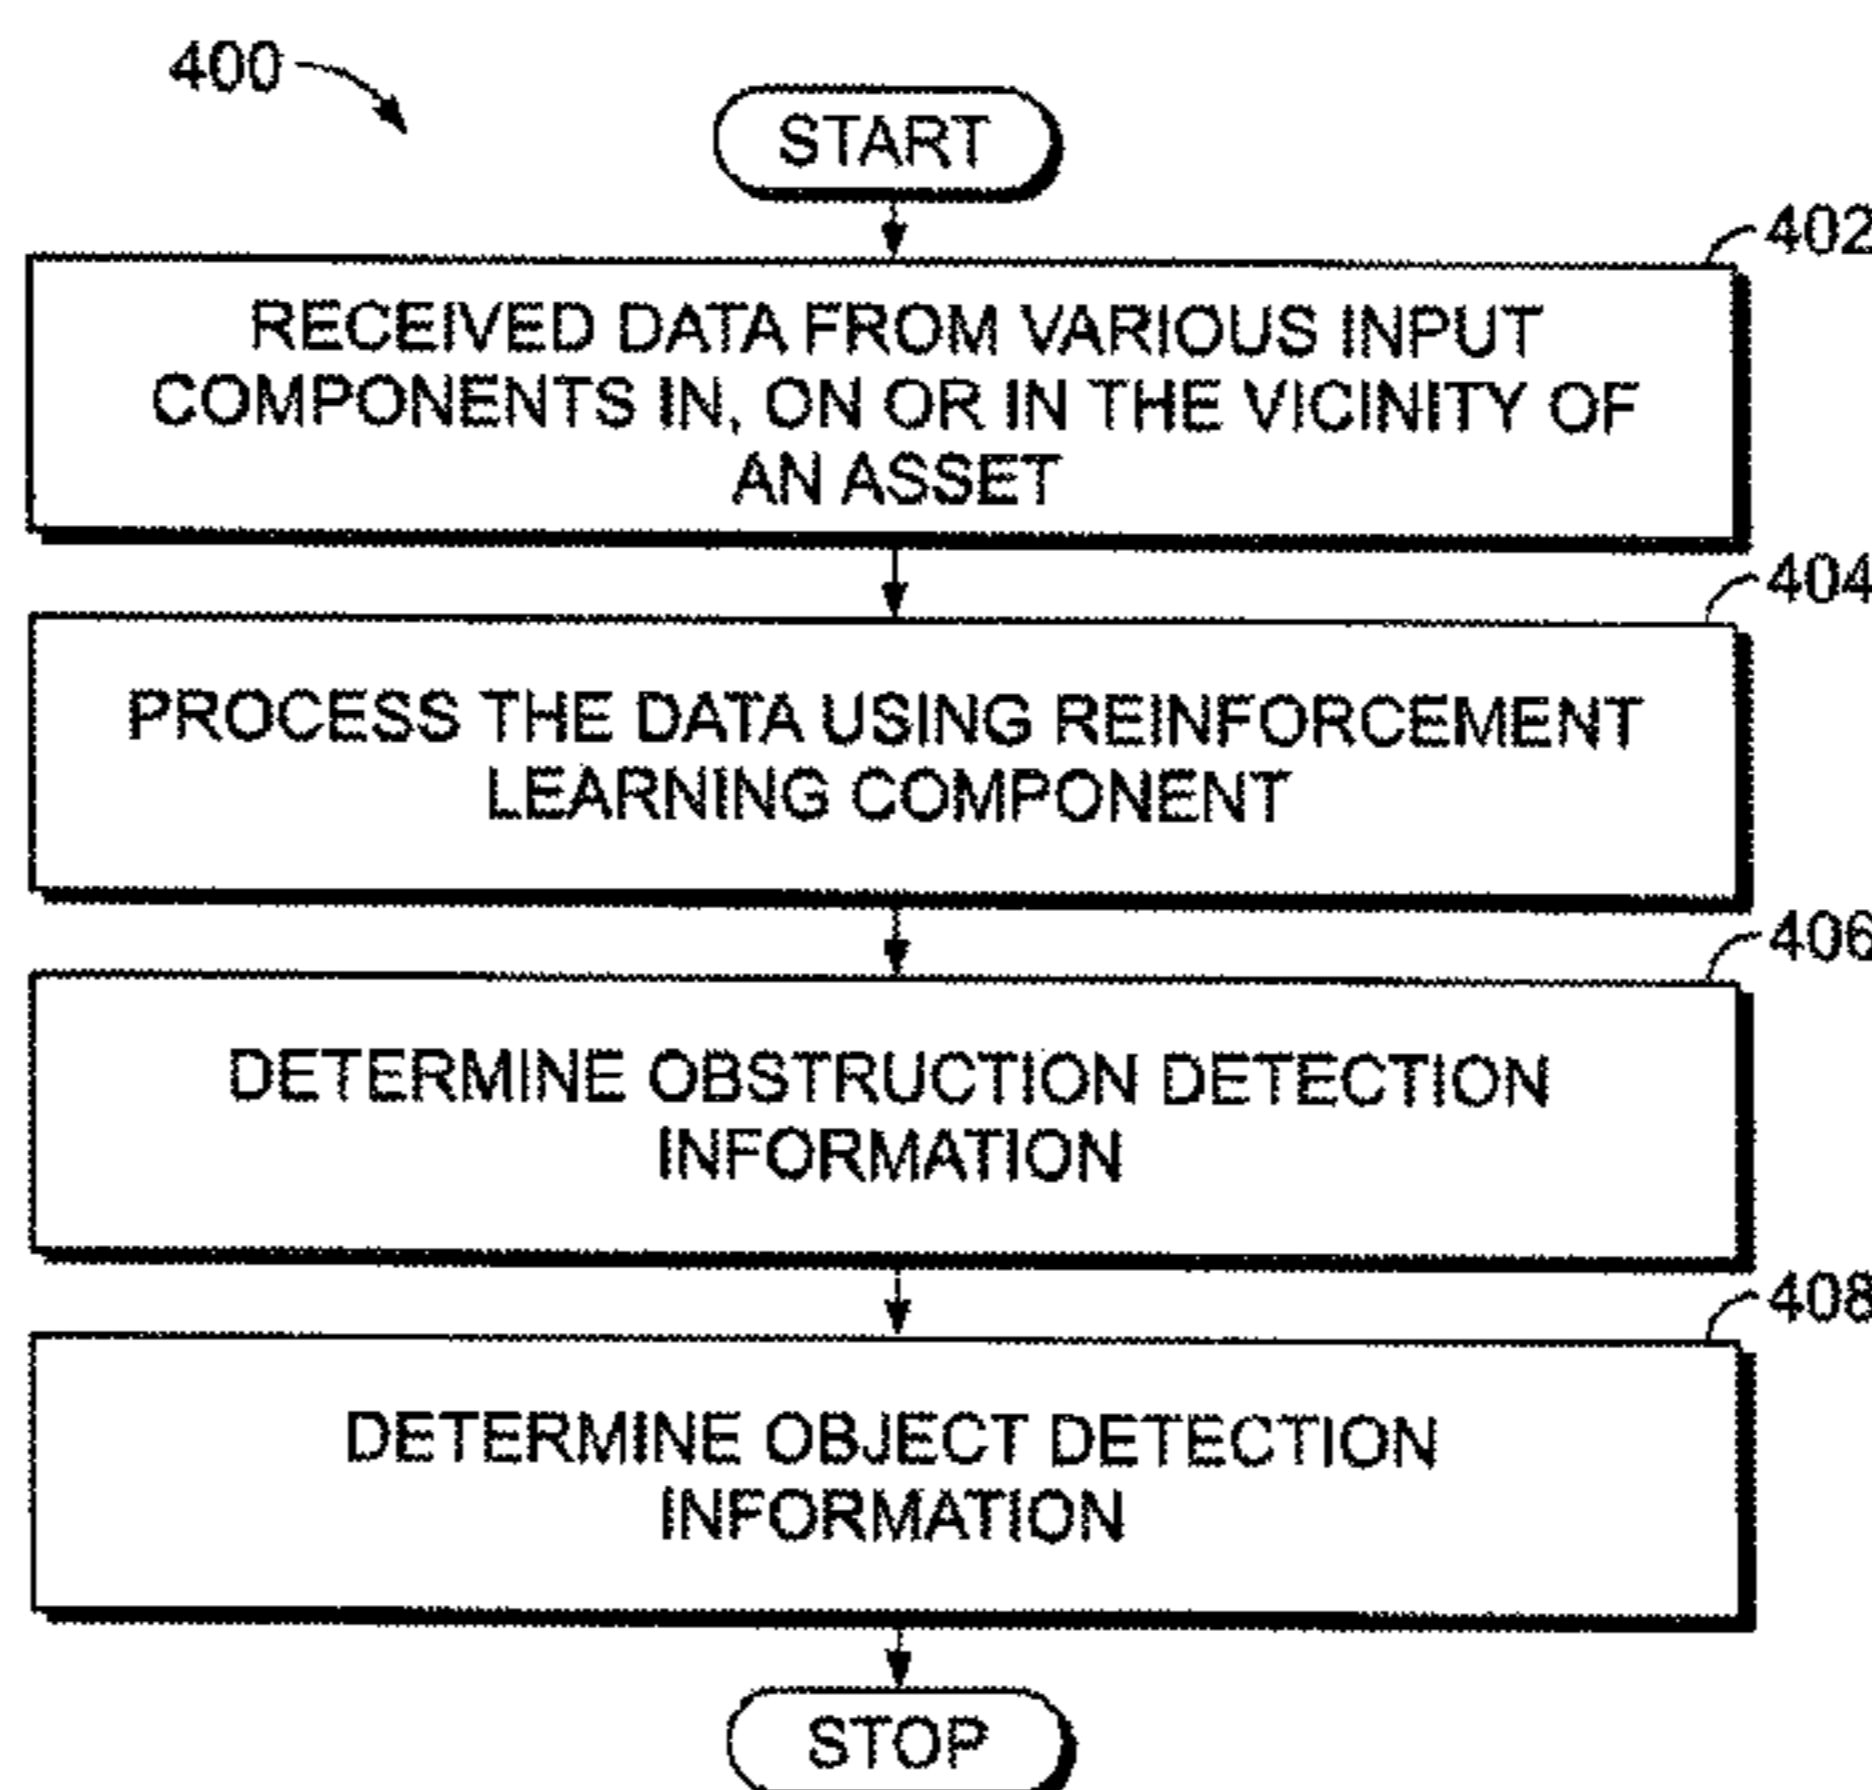 400
START
402
RECEIVED DATA FROM VARIOUS INPUT
COMPONENTS IN, ON OR IN THE VICINITY OF
AN ASSET
404
PROCESS THE DATA USING REINFORCEMENT
LEARNING COMPONENT
406
DETERMINE OBSTRUCTION DETECTION
INFORMATION
408
DETERMINE OBJECT DETECTION
INFORMATION
STOP